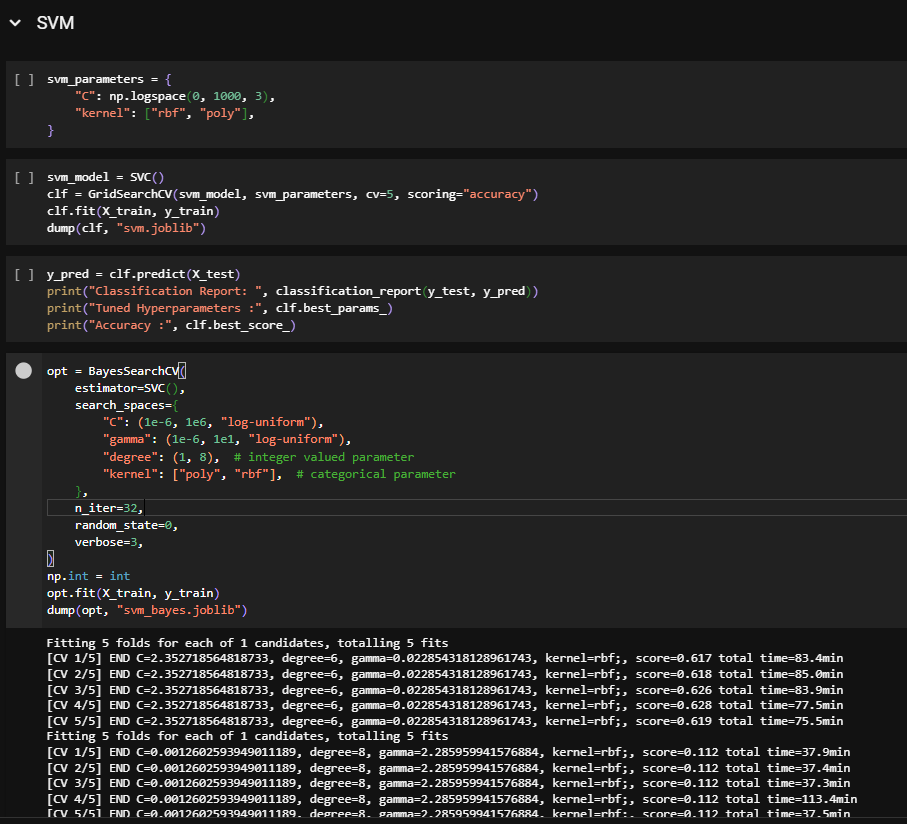 SVM
[ ] svm_parameters = {
    "C": np.logspace(0, 1000, 3),
    "kernel": ["rbf", "poly"],
}
[ ] svm_model = SVC()
clf = GridSearchCV(svm_model, svm_parameters, cv=5, scoring="accuracy")
clf.fit(X_train, y_train)
dump(clf, "svm.joblib")
[ ] y_pred = clf.predict(X_test)
print("Classification Report: ", classification_report(y_test, y_pred))
print("Tuned Hyperparameters :", clf.best_params_)
print("Accuracy :", clf.best_score_)
opt = BayesSearchCV(
    estimator=SVC(),
    search_spaces={
        "C": (1e-6, 1e6, "log-uniform"),
        "gamma": (1e-6, 1e1, "log-uniform"),
        "degree": (1, 8),  # integer valued parameter
        "kernel": ["poly", "rbf"],  # categorical parameter
    },
    n_iter=32,
    random_state=0,
    verbose=3,
)
np.int = int
opt.fit(X_train, y_train)
dump(opt, "svm_bayes.joblib")
Fitting 5 folds for each of 1 candidates, totalling 5 fits
[CV 1/5] END C=2.352718564818733, degree=6, gamma=0.022854318128961743, kernel=rbf;, score=0.617 total time=83.4min
[CV 2/5] END C=2.352718564818733, degree=6, gamma=0.022854318128961743, kernel=rbf;, score=0.618 total time=85.0min
[CV 3/5] END C=2.352718564818733, degree=6, gamma=0.022854318128961743, kernel=rbf;, score=0.626 total time=83.9min
[CV 4/5] END C=2.352718564818733, degree=6, gamma=0.022854318128961743, kernel=rbf;, score=0.628 total time=77.5min
[CV 5/5] END C=2.352718564818733, degree=6, gamma=0.022854318128961743, kernel=rbf;, score=0.619 total time=75.5min
Fitting 5 folds for each of 1 candidates, totalling 5 fits
[CV 1/5] END C=0.0012602593949011189, degree=8, gamma=2.285959941576884, kernel=rbf;, score=0.112 total time=37.9min
[CV 2/5] END C=0.0012602593949011189, degree=8, gamma=2.285959941576884, kernel=rbf;, score=0.112 total time=37.4min
[CV 3/5] END C=0.0012602593949011189, degree=8, gamma=2.285959941576884, kernel=rbf;, score=0.112 total time=37.3min
[CV 4/5] END C=0.0012602593949011189, degree=8, gamma=2.285959941576884, kernel=rbf;, score=0.112 total time=113.4min
[CV 5/5] END C=0.0012602593949011189, degree=8, gamma=2.285959941576884, kernel=rbf;, score=0.112 total time=37.5min